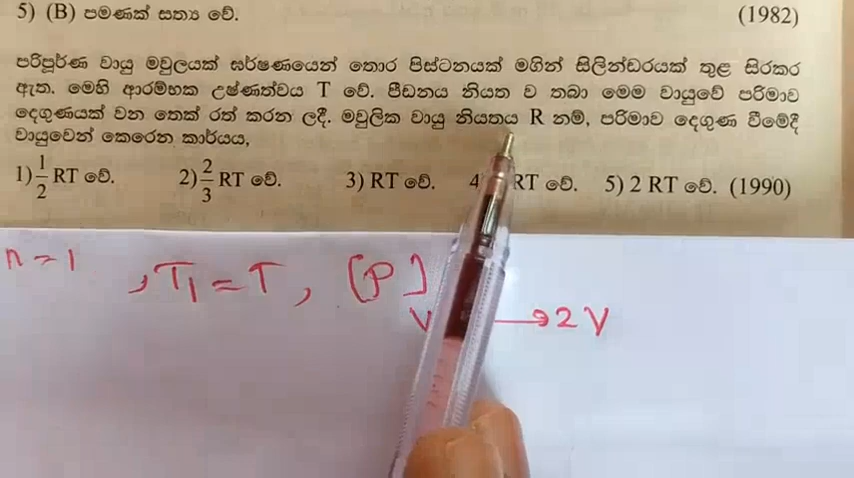 5) (B) පමණක් සත්‍ය වේ. (1982)
පරිපූර්ණ වායු මවුලයක් ඝර්ෂණයෙන් තොර පිස්ටනයක් මගින් සිලින්ඩරයක් තුළ සිරකර
ඇත. මෙහි ආරම්භක උෂ්ණත්වය T වේ. පීඩනය නියත ව තබා මෙම වායුවේ පරිමාව
දෙගුණයක් වන තෙක් රත් කරන ලදී. මවුලික වායු නියතය R නම්, පරිමාව දෙගුණ වීමේදී
වායුවෙන් කෙරෙන කාර්යය,
1) 1/2 RT වේ. 2) 2/3 RT වේ. 3) RT වේ. 4 RT වේ. 5) 2 RT වේ. (1990)
n = 1 , T₁ = T , [P]
V → 2V